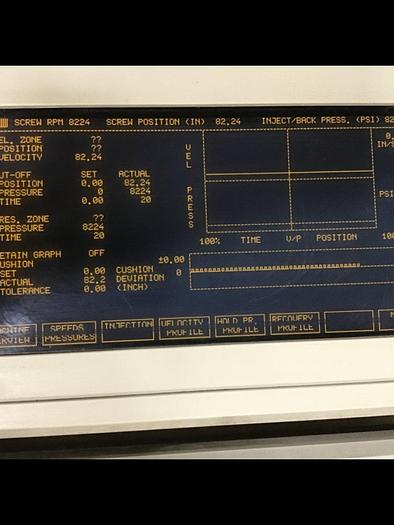 SCREW RPM 8224 SCREW POSITION (IN) 82.24 INJECT/BACK PRESS. (PSI) 82
EL. ZONE ??
POSITION ??
VELOCITY 82.24
VEL
0.
IN/S
UT-OFF SET ACTUAL
POSITION 0.00 82.24
PRESSURE 0 8224
TIME 0.00 20
PRESS
PSI
RES. ZONE ??
PRESSURE 8224
TIME 20
100% TIME V/P POSITION 100
ETAIN GRAPH OFF
CUSHION ±0.00
SET 0.00 CUSHION 0
ACTUAL 82.2 DEVIATION
TOLERANCE 0.00 (INCH)
SPEEDS PRESSURES
INJECTION
VELOCITY PROFILE
HOLD PR. PROFILE
RECOVERY PROFILE